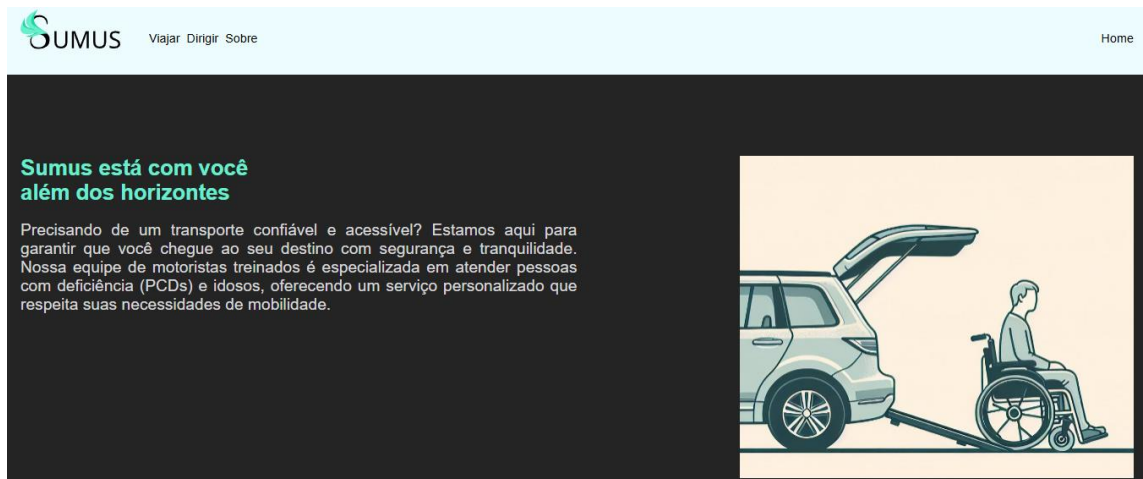 SUMUS
Viajar Dirigir Sobre
Home
Sumus está com você
além dos horizontes
Precisando de um transporte confiável e acessível? Estamos aqui para
garantir que você chegue ao seu destino com segurança e tranquilidade.
Nossa equipe de motoristas treinados é especializada em atender pessoas
com deficiência (PCDs) e idosos, oferecendo um serviço personalizado que
respeita suas necessidades de mobilidade.